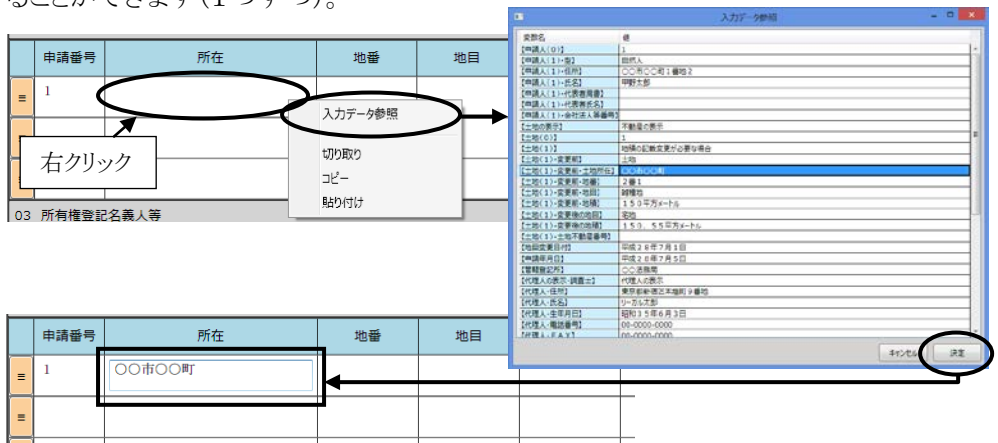 ることができます(1つずつ)。
申請番号 所在 地番 地目
1
右クリック
入力データ参照
切り取り
コピー
貼り付け
03 所有権登記名義人等
入力データ参照
変数名 値
【申請人(0)】 1
【申請人(1)-型】 自然人
【申請人(1)-住所】 〇〇市〇〇町1番地2
【申請人(1)-氏名】 甲野太郎
【申請人(1)-代表者肩書】
【申請人(1)-代表者氏名】
【申請人(1)-会社法人等番号】
【土地の表示】 不動産の表示
【土地(0)】 1
【土地(1)】 地積の記載変更が必要な場合
【土地(1)-変更前】 土地
【土地(1)-変更前-土地所在】 〇〇市〇〇町
【土地(1)-変更前-地番】 2番1
【土地(1)-変更前-地目】 雑種地
【土地(1)-変更前-地積】 150平方メートル
【土地(1)-変更後の地目】 宅地
【土地(1)-変更後の地積】 150.55平方メートル
【土地(1)-土地不動産番号】
【地目変更日付】 平成28年7月1日
【申請年月日】 平成28年7月5日
【管轄登記所】 〇〇法務局
【代理人の表示-調査士】 代理人の表示
【代理人-住所】 東京都新宿区本塩町9番地
【代理人-氏名】 リーガル太郎
【代理人-生年月日】 昭和35年6月3日
【代理人-電話番号】 00-0000-0000
【代理人-FAX】 00-0000-0000
キャンセル 決定
申請番号 所在 地番 地目
1 〇〇市〇〇町